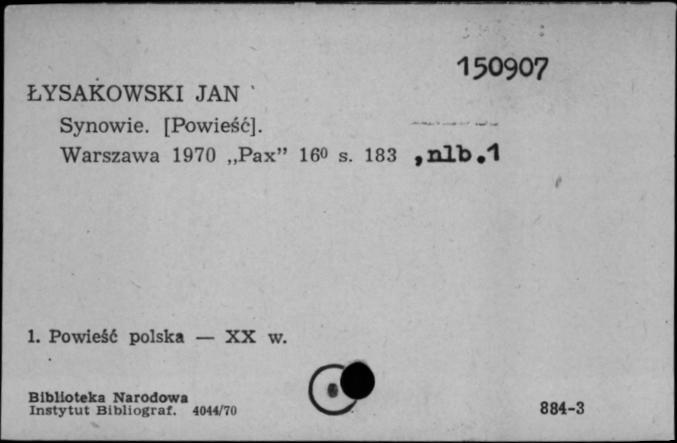 150907
ŁYSAKOWSKI JAN
Synowie. [Powieść].
Warszawa 1970 „Pax” 16⁰ s. 183 ,nlb.1
1. Powieść polska — XX w.
Biblioteka Narodowa
Instytut Bibliograf. 4044/70
884-3